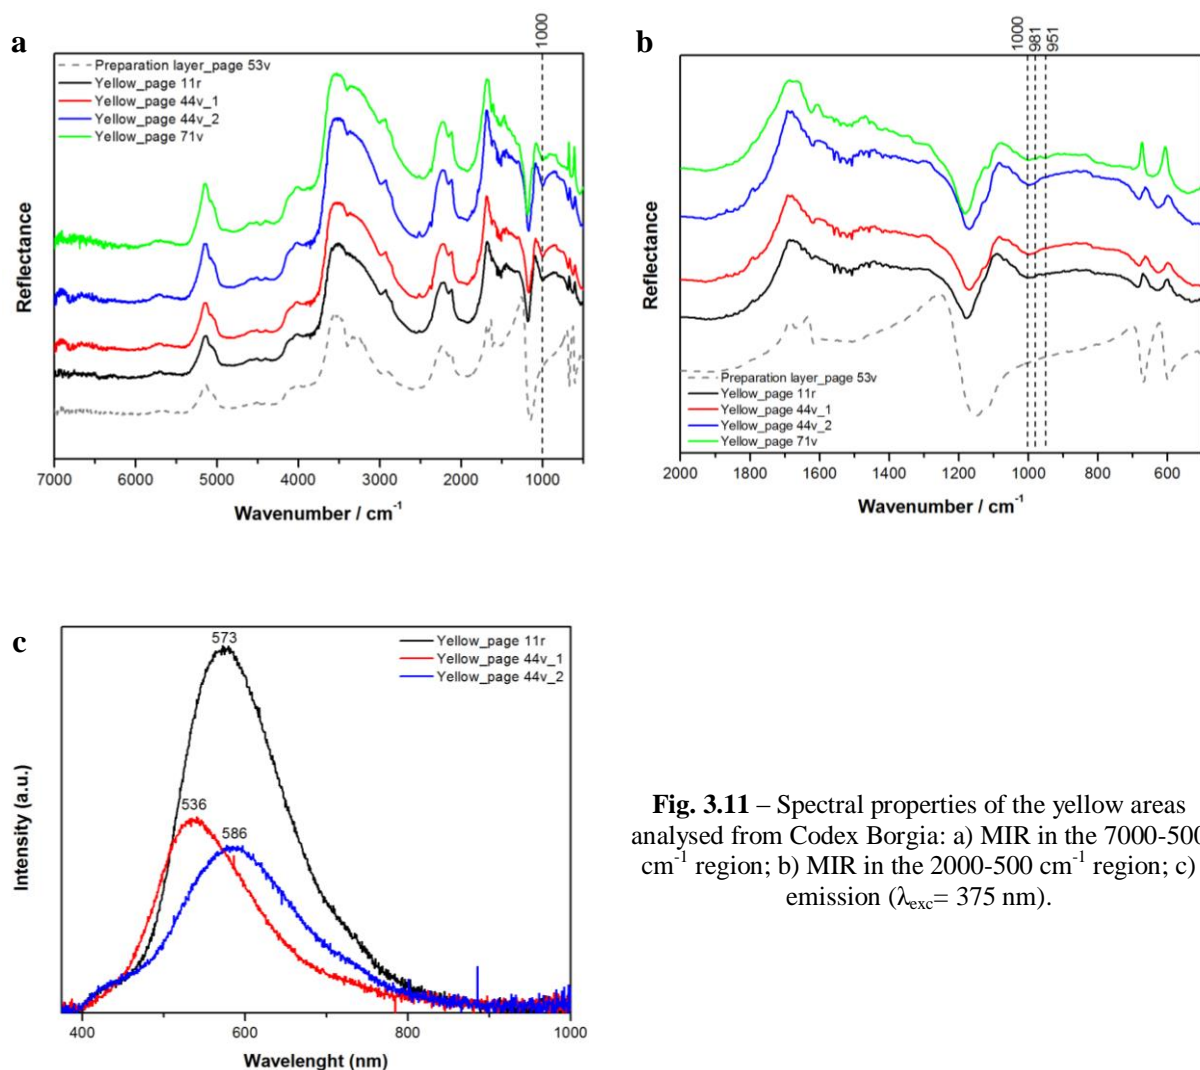 a
1000
Preparation layer_page 53v
Yellow_page 11r
Yellow_page 44v_1
Yellow_page 44v_2
Yellow_page 71v
Reflectance
7000 6000 5000 4000 3000 2000 1000
Wavenumber / cm⁻¹
b
1000
981
951
Reflectance
Preparation layer_page 53v
Yellow_page 11r
Yellow_page 44v_1
Yellow_page 44v_2
Yellow_page 71v
2000 1800 1600 1400 1200 1000 800 600
Wavenumber / cm⁻¹
c
573
536
586
Yellow_page 11r
Yellow_page 44v_1
Yellow_page 44v_2
Intensity (a.u.)
400 600 800 1000
Wavelenght (nm)
Fig. 3.11 – Spectral properties of the yellow areas
analysed from Codex Borgia: a) MIR in the 7000-500
cm⁻¹ region; b) MIR in the 2000-500 cm⁻¹ region; c)
emission (λexc= 375 nm).